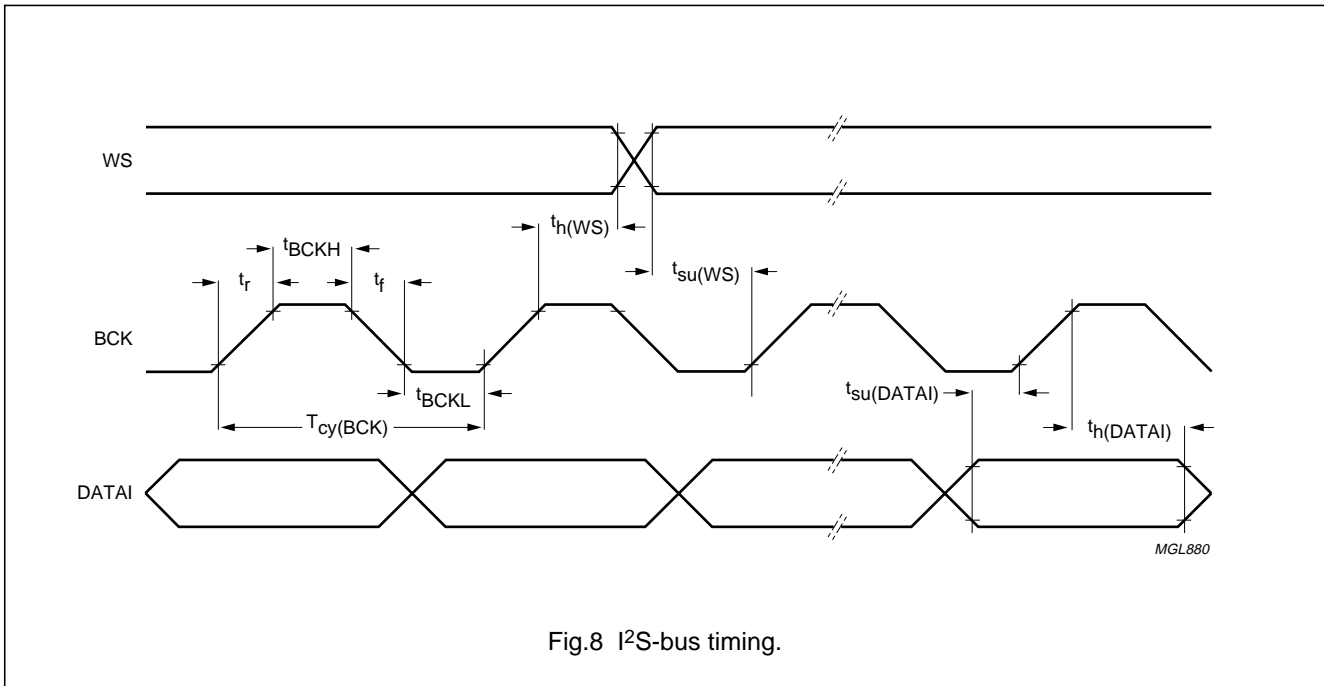 WS
th(WS)
tBCKH
tr
tf
tsu(WS)
BCK
tBCKL
tsu(DATAI)
Tcy(BCK)
th(DATAI)
DATAI
MGL880
Fig.8 I²S-bus timing.